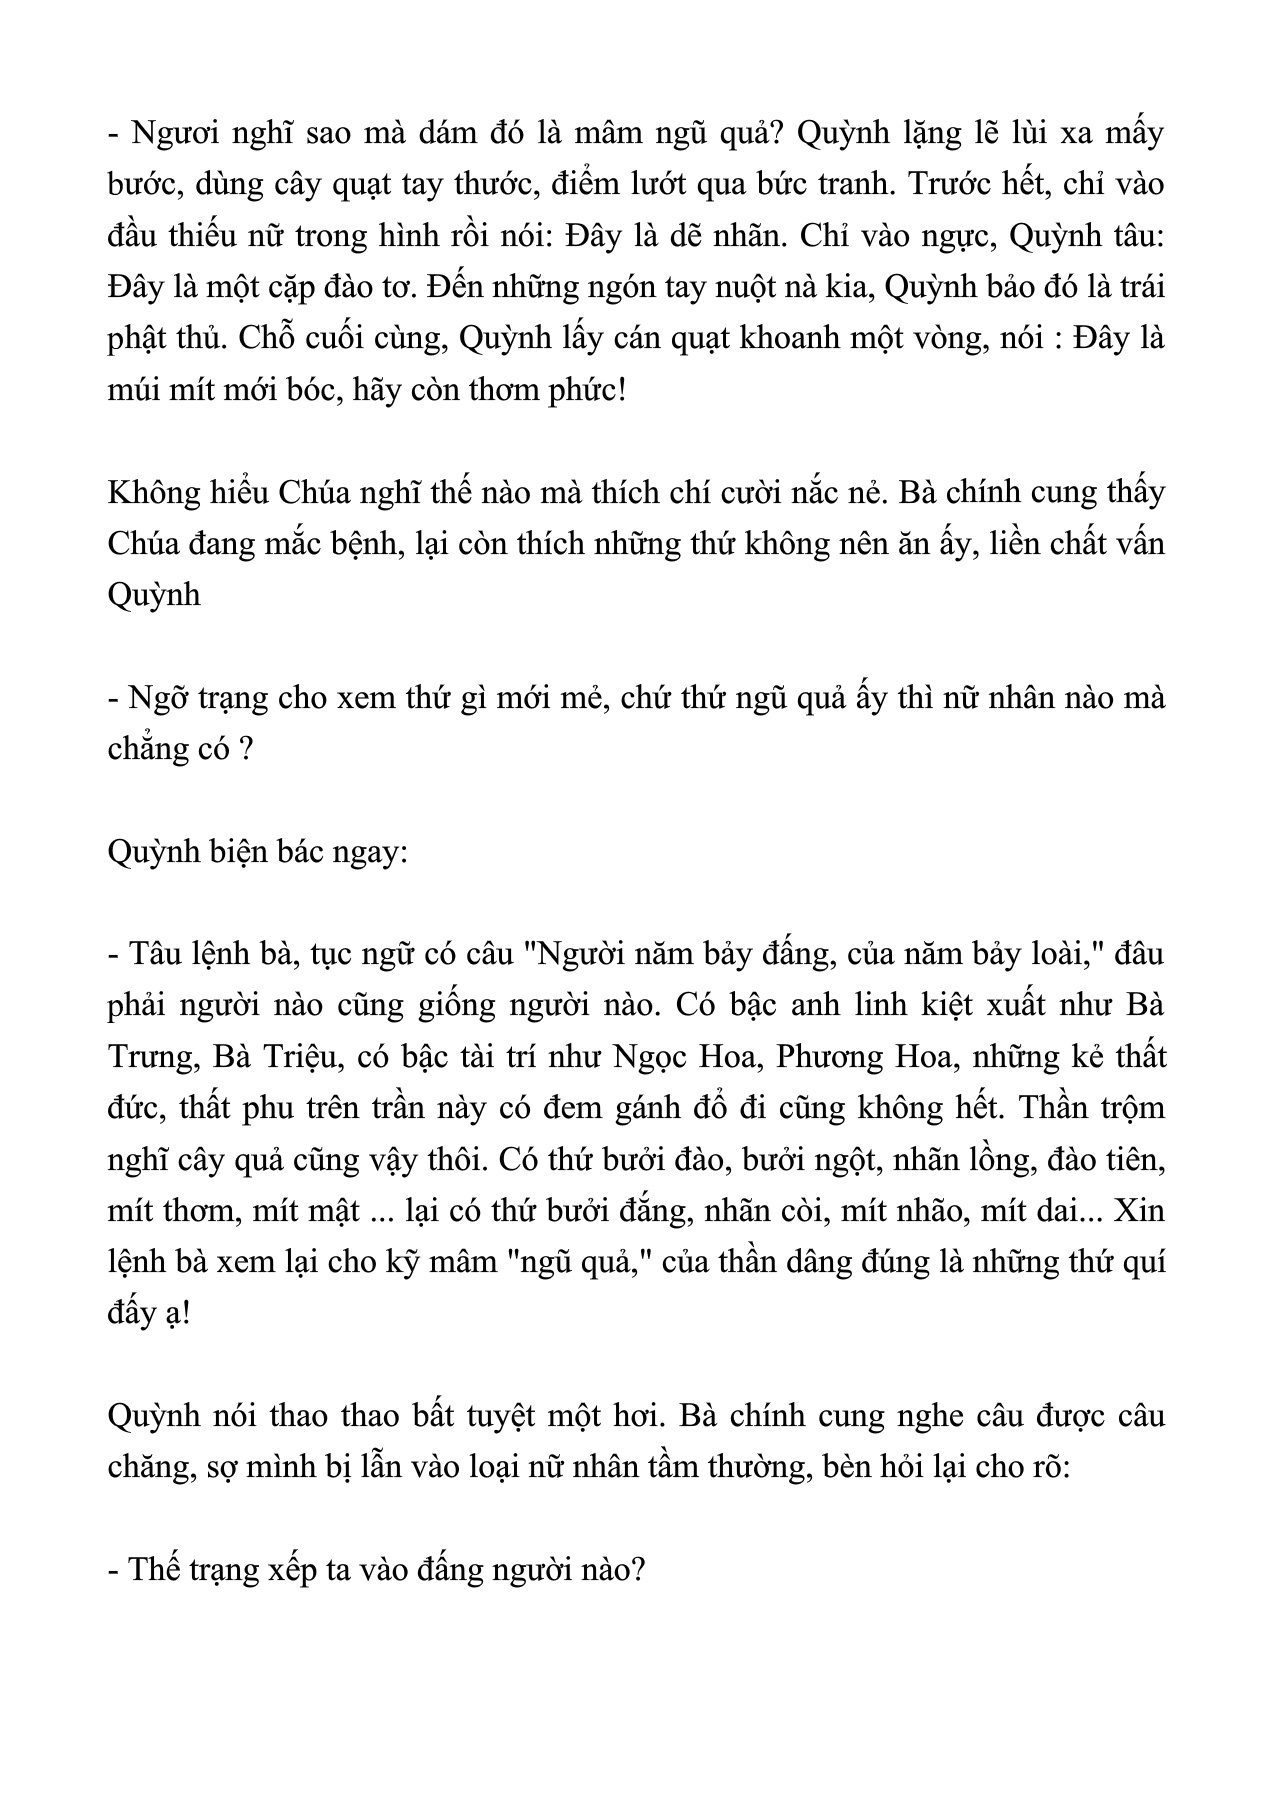 - Ngươi nghĩ sao mà dám đó là mâm ngũ quả? Quỳnh lặng lẽ lùi xa mấy
bước, dùng cây quạt tay thước, điểm lướt qua bức tranh. Trước hết, chỉ vào
đầu thiếu nữ trong hình rồi nói: Đây là dẽ nhãn. Chỉ vào ngực, Quỳnh tâu:
Đây là một cặp đào tơ. Đến những ngón tay nuột nà kia, Quỳnh bảo đó là trái
phật thủ. Chỗ cuối cùng, Quỳnh lấy cán quạt khoanh một vòng, nói : Đây là
múi mít mới bóc, hãy còn thơm phức!
Không hiểu Chúa nghĩ thế nào mà thích chí cười nắc nẻ. Bà chính cung thấy
Chúa đang mắc bệnh, lại còn thích những thứ không nên ăn ấy, liền chất vấn
Quỳnh
- Ngỡ trạng cho xem thứ gì mới mẻ, chứ thứ ngũ quả ấy thì nữ nhân nào mà
chẳng có ?
Quỳnh biện bác ngay:
- Tâu lệnh bà, tục ngữ có câu "Người năm bảy đấng, của năm bảy loài," đâu
phải người nào cũng giống người nào. Có bậc anh linh kiệt xuất như Bà
Trưng, Bà Triệu, có bậc tài trí như Ngọc Hoa, Phương Hoa, những kẻ thất
đức, thất phu trên trần này có đem gánh đổ đi cũng không hết. Thần trộm
nghĩ cây quả cũng vậy thôi. Có thứ bưởi đào, bưởi ngột, nhãn lồng, đào tiên,
mít thơm, mít mật ... lại có thứ bưởi đắng, nhãn còi, mít nhão, mít dai... Xin
lệnh bà xem lại cho kỹ mâm "ngũ quả," của thần dâng đúng là những thứ quí
đấy ạ!
Quỳnh nói thao thao bất tuyệt một hơi. Bà chính cung nghe câu được câu
chăng, sợ mình bị lẫn vào loại nữ nhân tầm thường, bèn hỏi lại cho rõ:
- Thế trạng xếp ta vào đấng người nào?